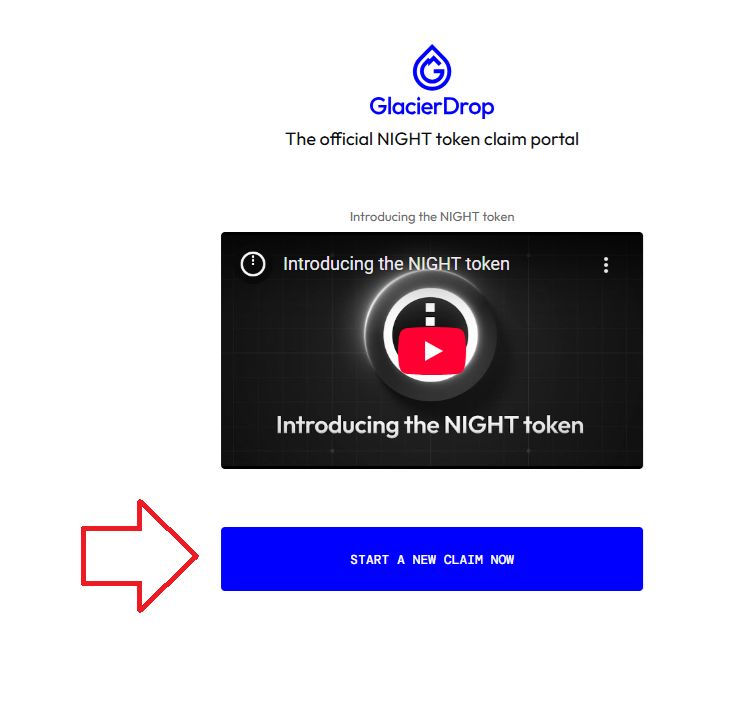 GlacierDrop
The official NIGHT token claim portal
Introducing the NIGHT token
Introducing the NIGHT token
Introducing the NIGHT token
START A NEW CLAIM NOW